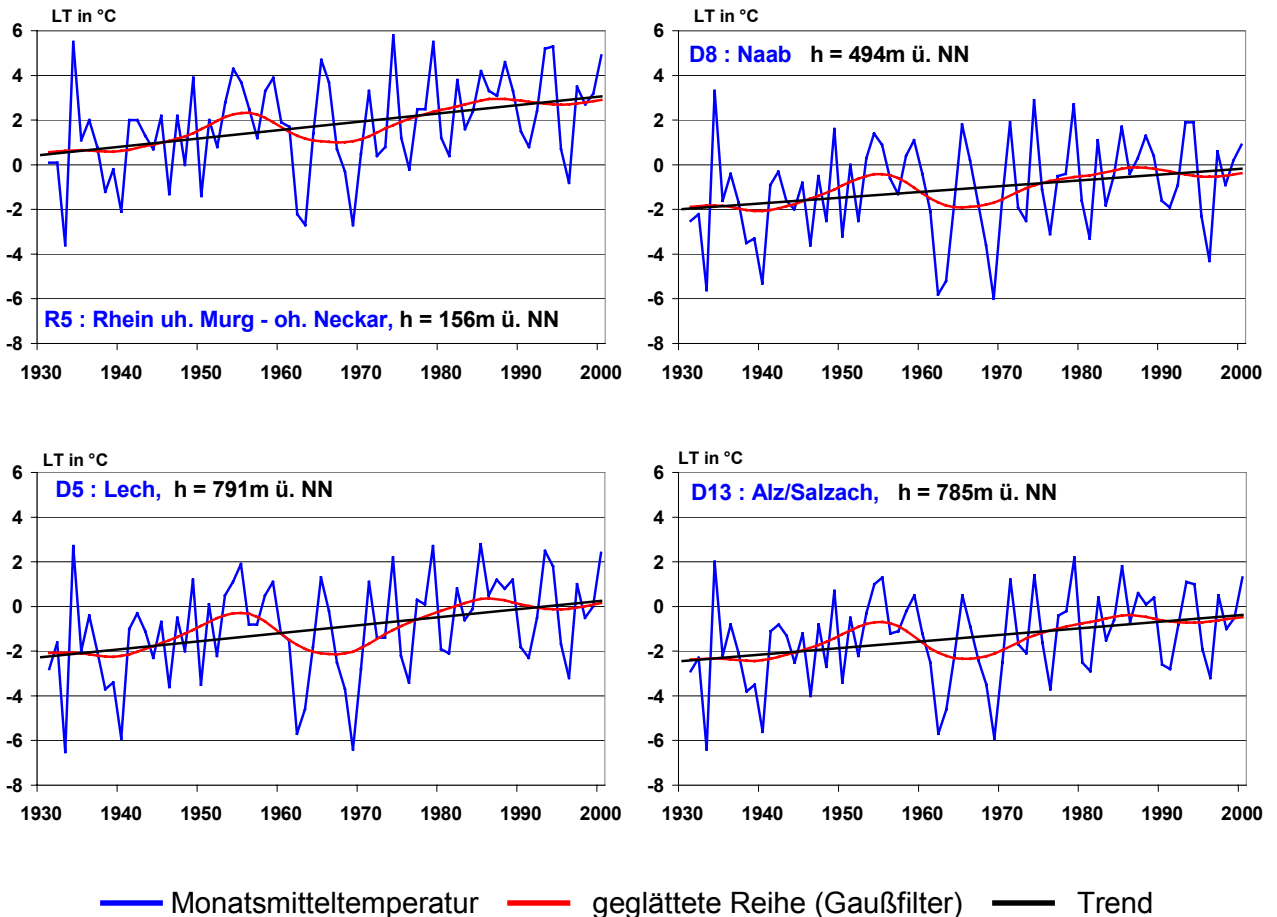 LT in °C
6
4
2
0
-2
-4
-6
-8
R5 : Rhein uh. Murg - oh. Neckar, h = 156m ü. NN
1930 1940 1950 1960 1970 1980 1990 2000
LT in °C
6
4
2
0
-2
-4
-6
-8
D8 : Naab h = 494m ü. NN
1930 1940 1950 1960 1970 1980 1990 2000
LT in °C
6
4
2
0
-2
-4
-6
-8
D5 : Lech, h = 791m ü. NN
1930 1940 1950 1960 1970 1980 1990 2000
LT in °C
6
4
2
0
-2
-4
-6
-8
D13 : Alz/Salzach, h = 785m ü. NN
1930 1940 1950 1960 1970 1980 1990 2000
Monatsmitteltemperatur geglättete Reihe (Gaußfilter) Trend